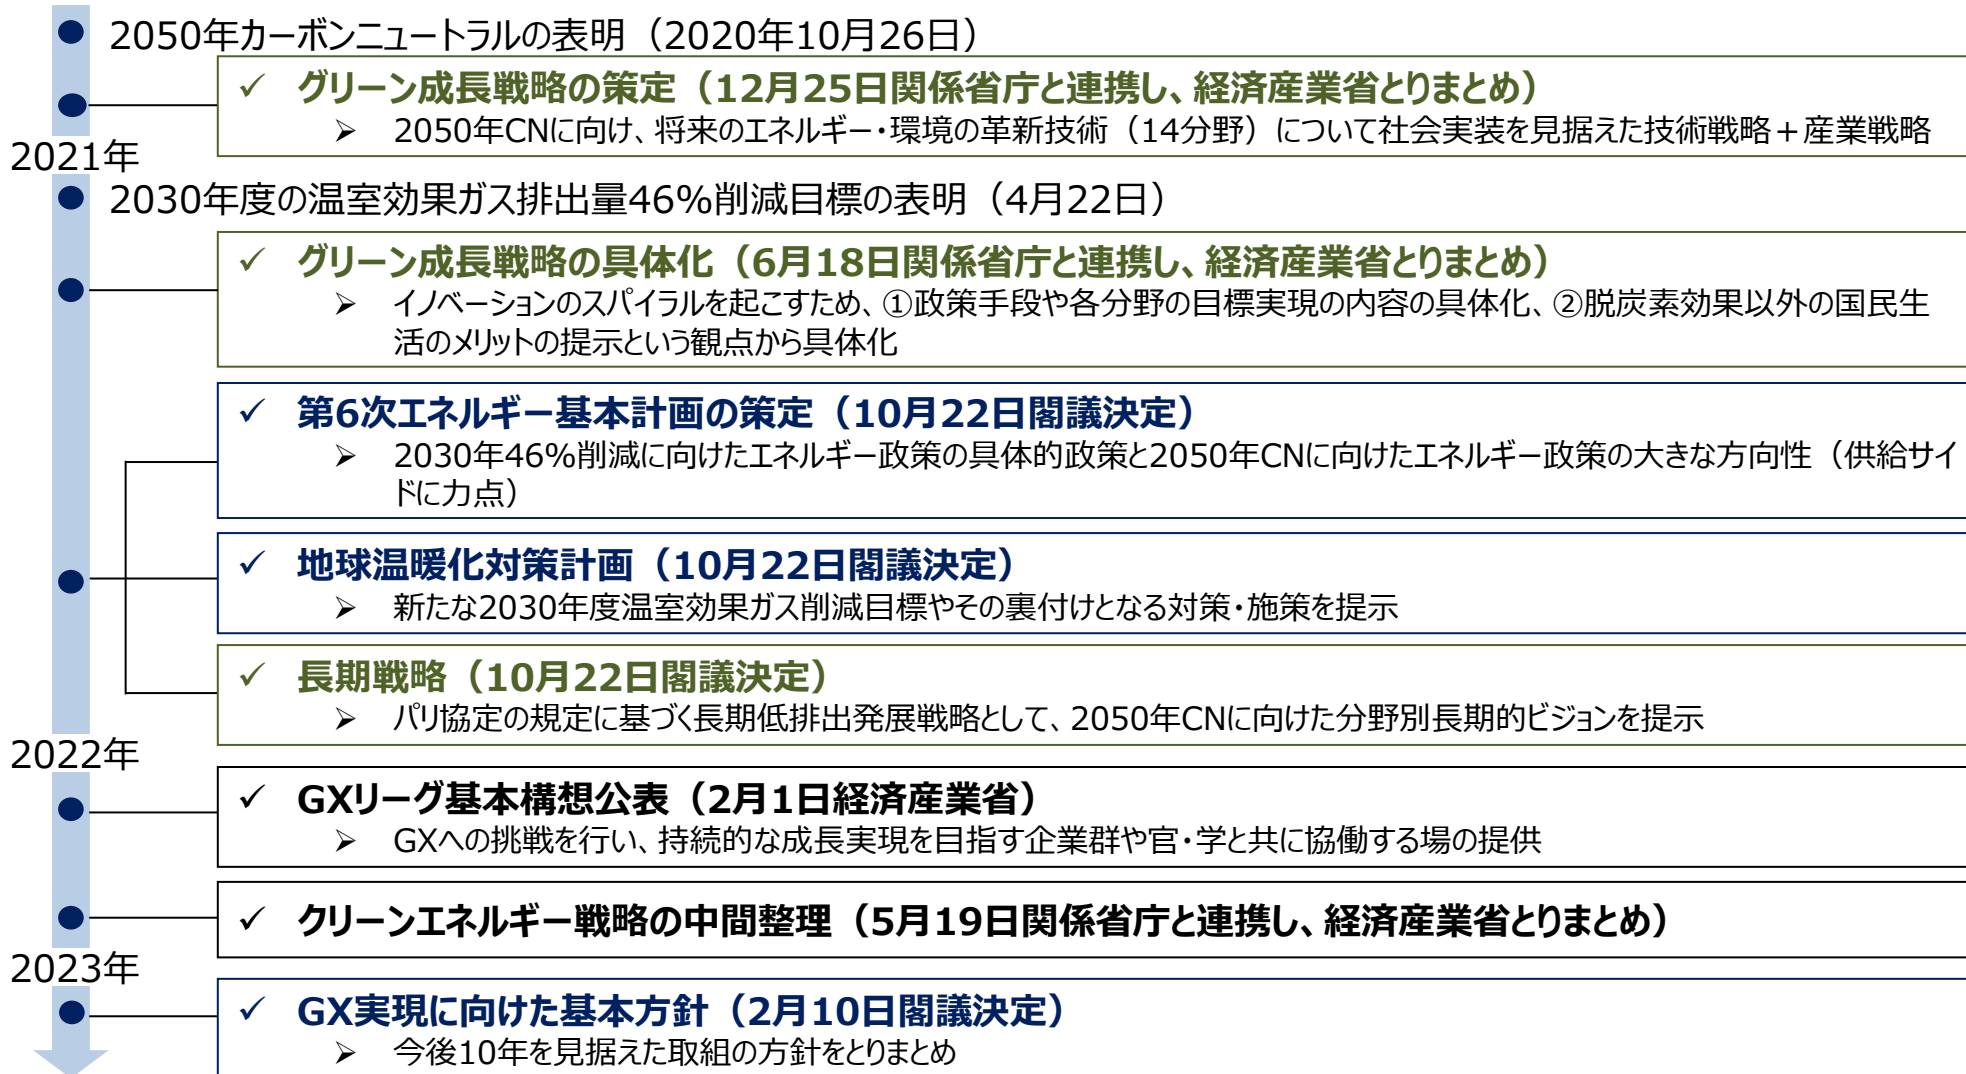 2050年カーボンニュートラルの表明（2020年10月26日）
✓ グリーン成長戦略の策定（12月25日関係省庁と連携し、経済産業省とりまとめ）
➢ 2050年CNに向け、将来のエネルギー・環境の革新技術（14分野）について社会実装を見据えた技術戦略＋産業戦略
2021年
2030年度の温室効果ガス排出量46%削減目標の表明（4月22日）
✓ グリーン成長戦略の具体化（6月18日関係省庁と連携し、経済産業省とりまとめ）
➢ イノベーションのスパイラルを起こすため、①政策手段や各分野の目標実現の内容の具体化、②脱炭素効果以外の国民生
活のメリットの提示という観点から具体化
✓ 第6次エネルギー基本計画の策定（10月22日閣議決定）
➢ 2030年46%削減に向けたエネルギー政策の具体的政策と2050年CNに向けたエネルギー政策の大きな方向性（供給サイ
ドに力点）
✓ 地球温暖化対策計画（10月22日閣議決定）
➢ 新たな2030年度温室効果ガス削減目標やその裏付けとなる対策・施策を提示
✓ 長期戦略（10月22日閣議決定）
➢ パリ協定の規定に基づく長期低排出発展戦略として、2050年CNに向けた分野別長期的ビジョンを提示
2022年
✓ GXリーグ基本構想公表（2月1日経済産業省）
➢ GXへの挑戦を行い、持続的な成長実現を目指す企業群や官・学と共に協働する場の提供
✓ クリーンエネルギー戦略の中間整理（5月19日関係省庁と連携し、経済産業省とりまとめ）
2023年
✓ GX実現に向けた基本方針（2月10日閣議決定）
➢ 今後10年を見据えた取組の方針をとりまとめ